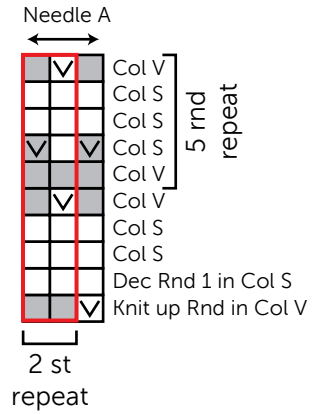 Needle A
Col V
Col S
Col S
Col S
Col V
Col V
Col S
Col S
Dec Rnd 1 in Col S
Knit up Rnd in Col V
5 rnd
repeat
2 st
repeat